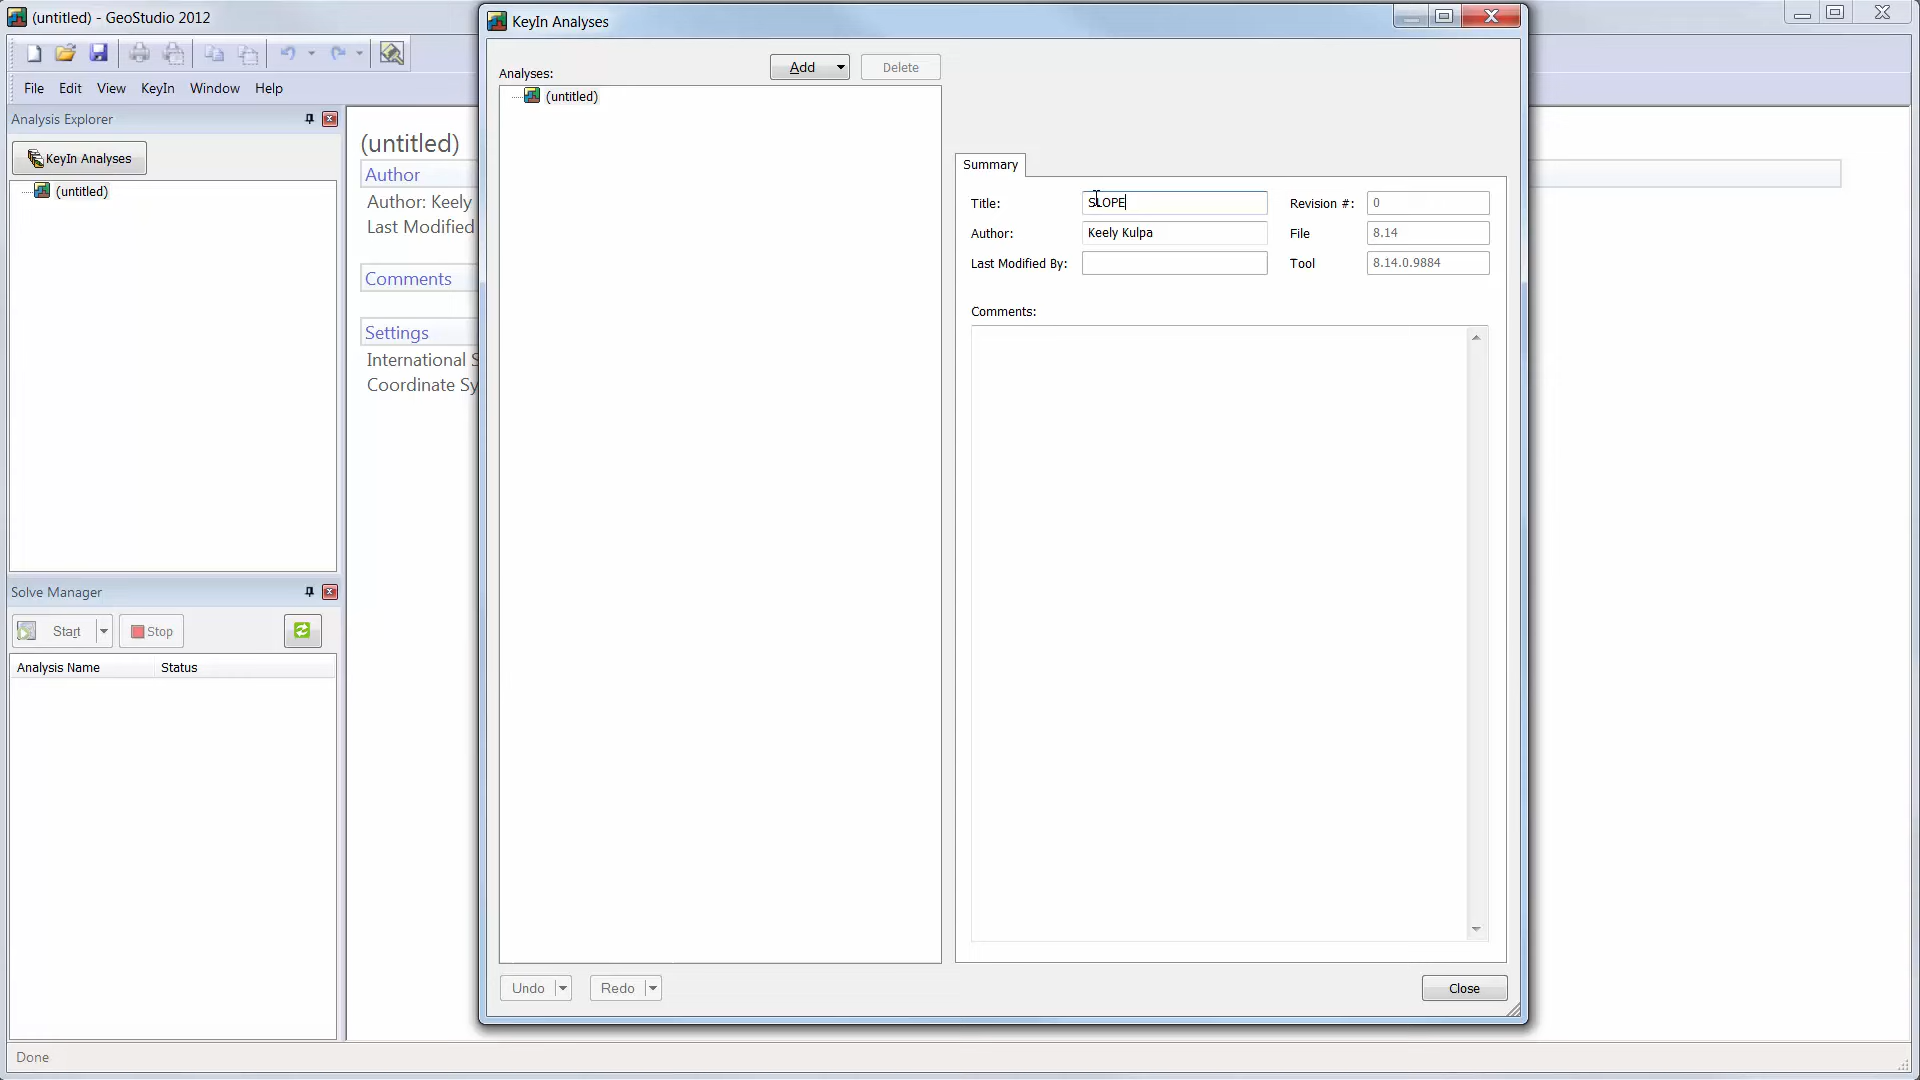 (untitled) - GeoStudio 2012
File Edit View KeyIn Window Help
Analysis Explorer
KeyIn Analyses
(untitled)
Solve Manager
Start Stop
Analysis Name Status
Done
(untitled)
Author
Author: Keely
Last Modified
Comments
Settings
International
Coordinate
KeyIn Analyses
Analyses:
Add Delete
(untitled)
Summary
Title: SLOPE Revision #: 0
Author: Keely Kulpa File 8.14
Last Modified By: Tool 8.14.0.9884
Comments:
Undo Redo Close